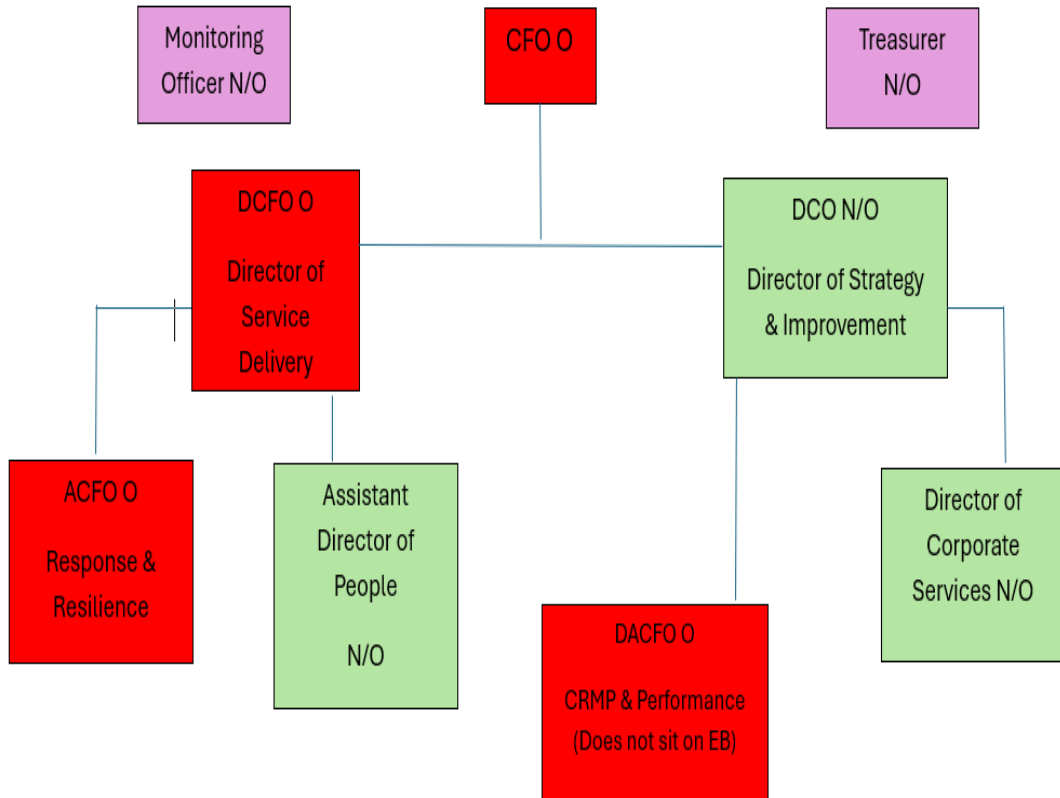 Monitoring
Officer N/O
CFO O
Treasurer
N/O
DCFO O
Director of
Service
Delivery
DCO N/O
Director of Strategy
& Improvement
ACFO O
Response &
Resilience
Assistant
Director of
People
N/O
DACFO O
CRMP & Performance
(Does not sit on EB)
Director of
Corporate
Services N/O